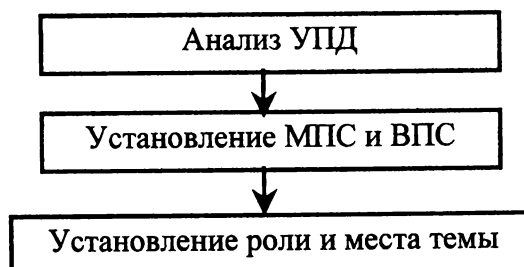 Анализ УПД
Установление МПС и ВПС
Установление роли и места темы